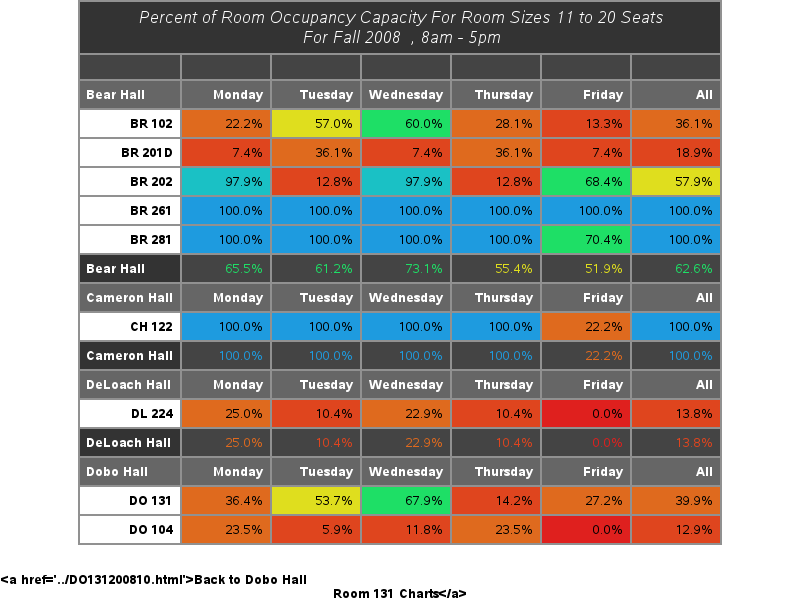 Percent of Room Occupancy Capacity For Room Sizes 11 to 20 Seats
For Fall 2008 , 8am - 5pm
Bear Hall Monday Tuesday Wednesday Thursday Friday All
BR 102 22.2% 57.0% 60.0% 28.1% 13.3% 36.1%
BR 201D 7.4% 36.1% 7.4% 36.1% 7.4% 18.9%
BR 202 97.9% 12.8% 97.9% 12.8% 68.4% 57.9%
BR 261 100.0% 100.0% 100.0% 100.0% 100.0% 100.0%
BR 281 100.0% 100.0% 100.0% 100.0% 70.4% 100.0%
Bear Hall 65.5% 61.2% 73.1% 55.4% 51.9% 62.6%
Cameron Hall Monday Tuesday Wednesday Thursday Friday All
CH 122 100.0% 100.0% 100.0% 100.0% 22.2% 100.0%
Cameron Hall 100.0% 100.0% 100.0% 100.0% 22.2% 100.0%
DeLoach Hall Monday Tuesday Wednesday Thursday Friday All
DL 224 25.0% 10.4% 22.9% 10.4% 0.0% 13.8%
DeLoach Hall 25.0% 10.4% 22.9% 10.4% 0.0% 13.8%
Dobo Hall Monday Tuesday Wednesday Thursday Friday All
DO 131 36.4% 53.7% 67.9% 14.2% 27.2% 39.9%
DO 104 23.5% 5.9% 11.8% 23.5% 0.0% 12.9%
<a href='../DO131200810.html'>Back to Dobo Hall
Room 131 Charts</a>